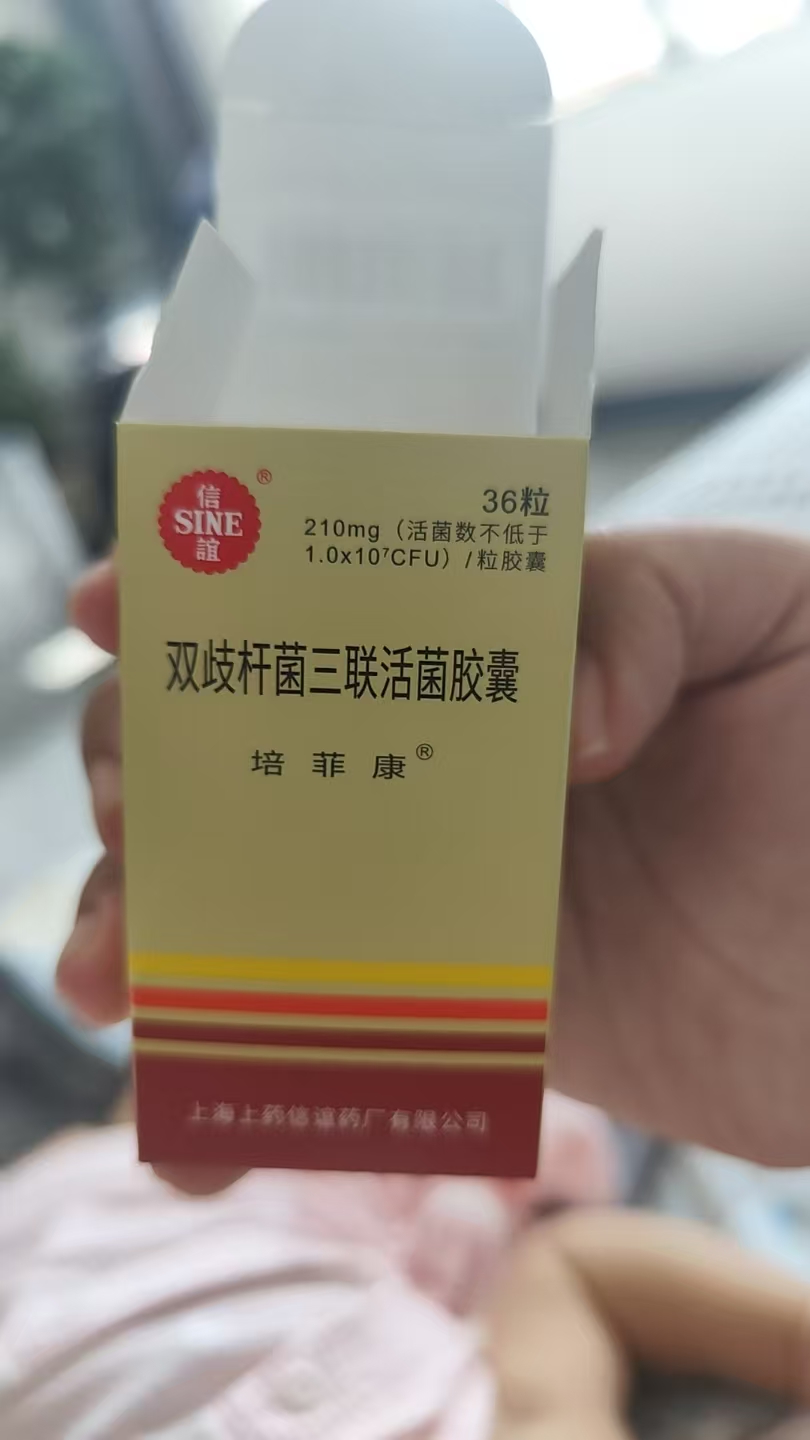 信
SINE
誼
®
36粒
210mg（活菌数不低于
1.0x10⁷CFU）/粒胶囊
双歧杆菌三联活菌胶囊
培菲康®
上海上药信谊药厂有限公司